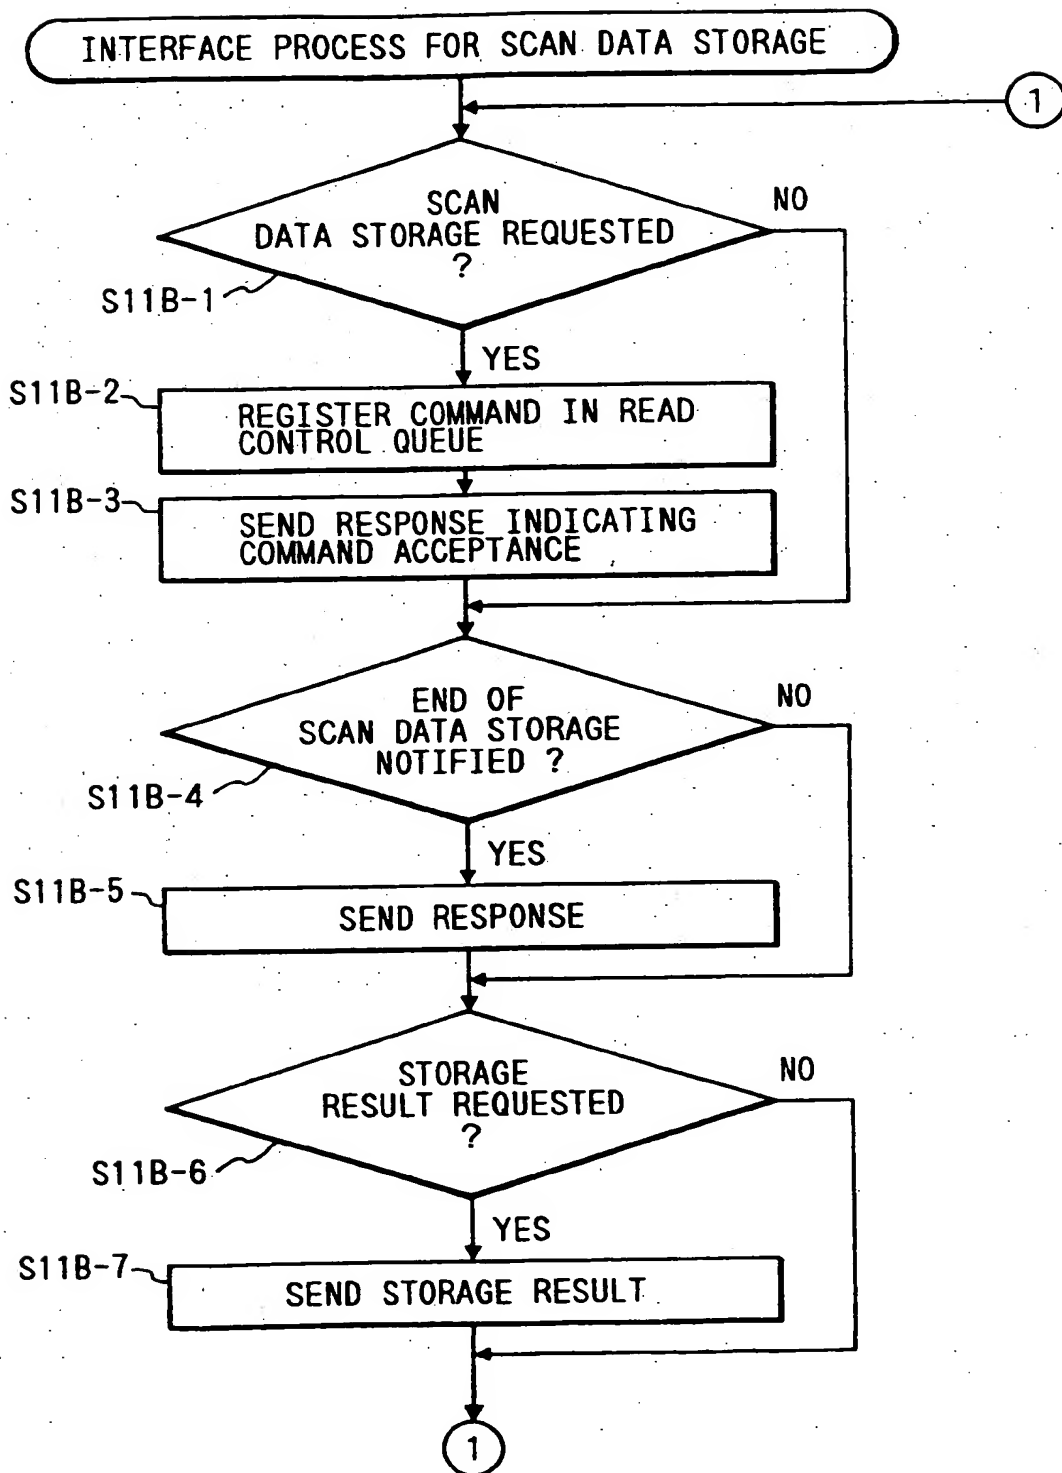 INTERFACE PROCESS FOR SCAN DATA STORAGE
1
SCAN
DATA STORAGE REQUESTED
?
NO
S11B-1
YES
S11B-2
REGISTER COMMAND IN READ
CONTROL QUEUE
S11B-3
SEND RESPONSE INDICATING
COMMAND ACCEPTANCE
END OF
SCAN DATA STORAGE
NOTIFIED ?
NO
S11B-4
YES
S11B-5
SEND RESPONSE
STORAGE
RESULT REQUESTED
?
NO
S11B-6
YES
S11B-7
SEND STORAGE RESULT
1